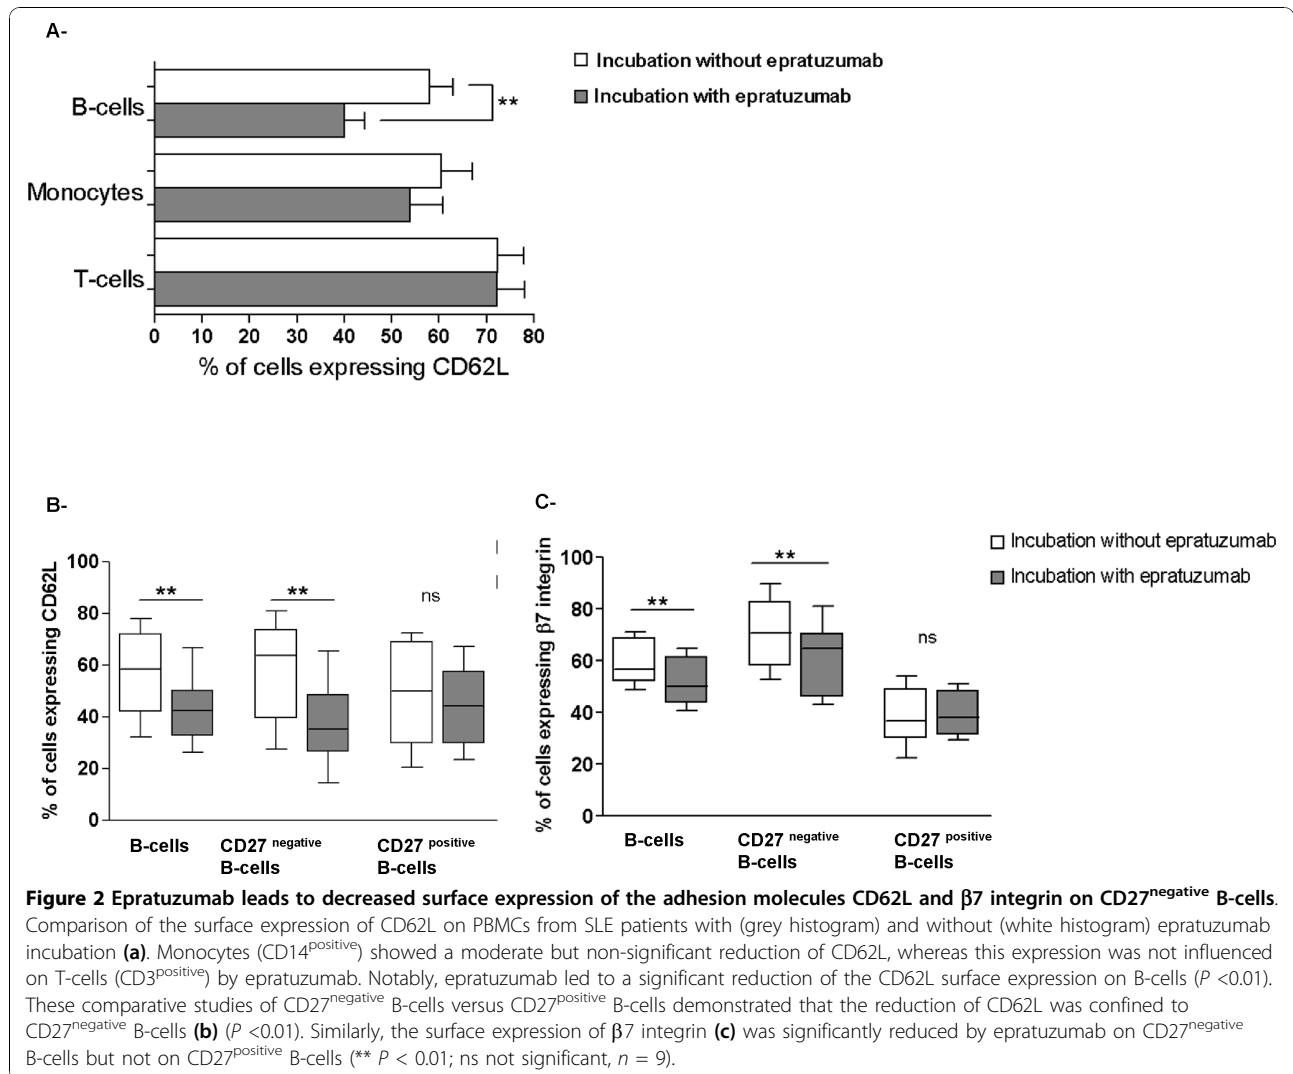 A-
Incubation without epratuzumab
Incubation with epratuzumab
B-cells
**
Monocytes
T-cells
0 10 20 30 40 50 60 70 80
% of cells expressing CD62L
B-
% of cells expressing CD62L
100
80
60
40
20
0
** ** ns
B-cells CD27 negative CD27 positive
B-cells B-cells
C-
% of cells expressing β7 integrin
100
80
60
40
20
0
** ** ns
B-cells CD27 negative CD27 positive
B-cells B-cells
Incubation without epratuzumab
Incubation with epratuzumab
Figure 2 Epratuzumab leads to decreased surface expression of the adhesion molecules CD62L and β7 integrin on CD27negative B-cells.
Comparison of the surface expression of CD62L on PBMCs from SLE patients with (grey histogram) and without (white histogram) epratuzumab
incubation (a). Monocytes (CD14positive) showed a moderate but non-significant reduction of CD62L, whereas this expression was not influenced
on T-cells (CD3positive) by epratuzumab. Notably, epratuzumab led to a significant reduction of the CD62L surface expression on B-cells (P <0.01).
These comparative studies of CD27negative B-cells versus CD27positive B-cells demonstrated that the reduction of CD62L was confined to
CD27negative B-cells (b) (P <0.01). Similarly, the surface expression of β7 integrin (c) was significantly reduced by epratuzumab on CD27negative
B-cells but not on CD27positive B-cells (** P < 0.01; ns not significant, n = 9).